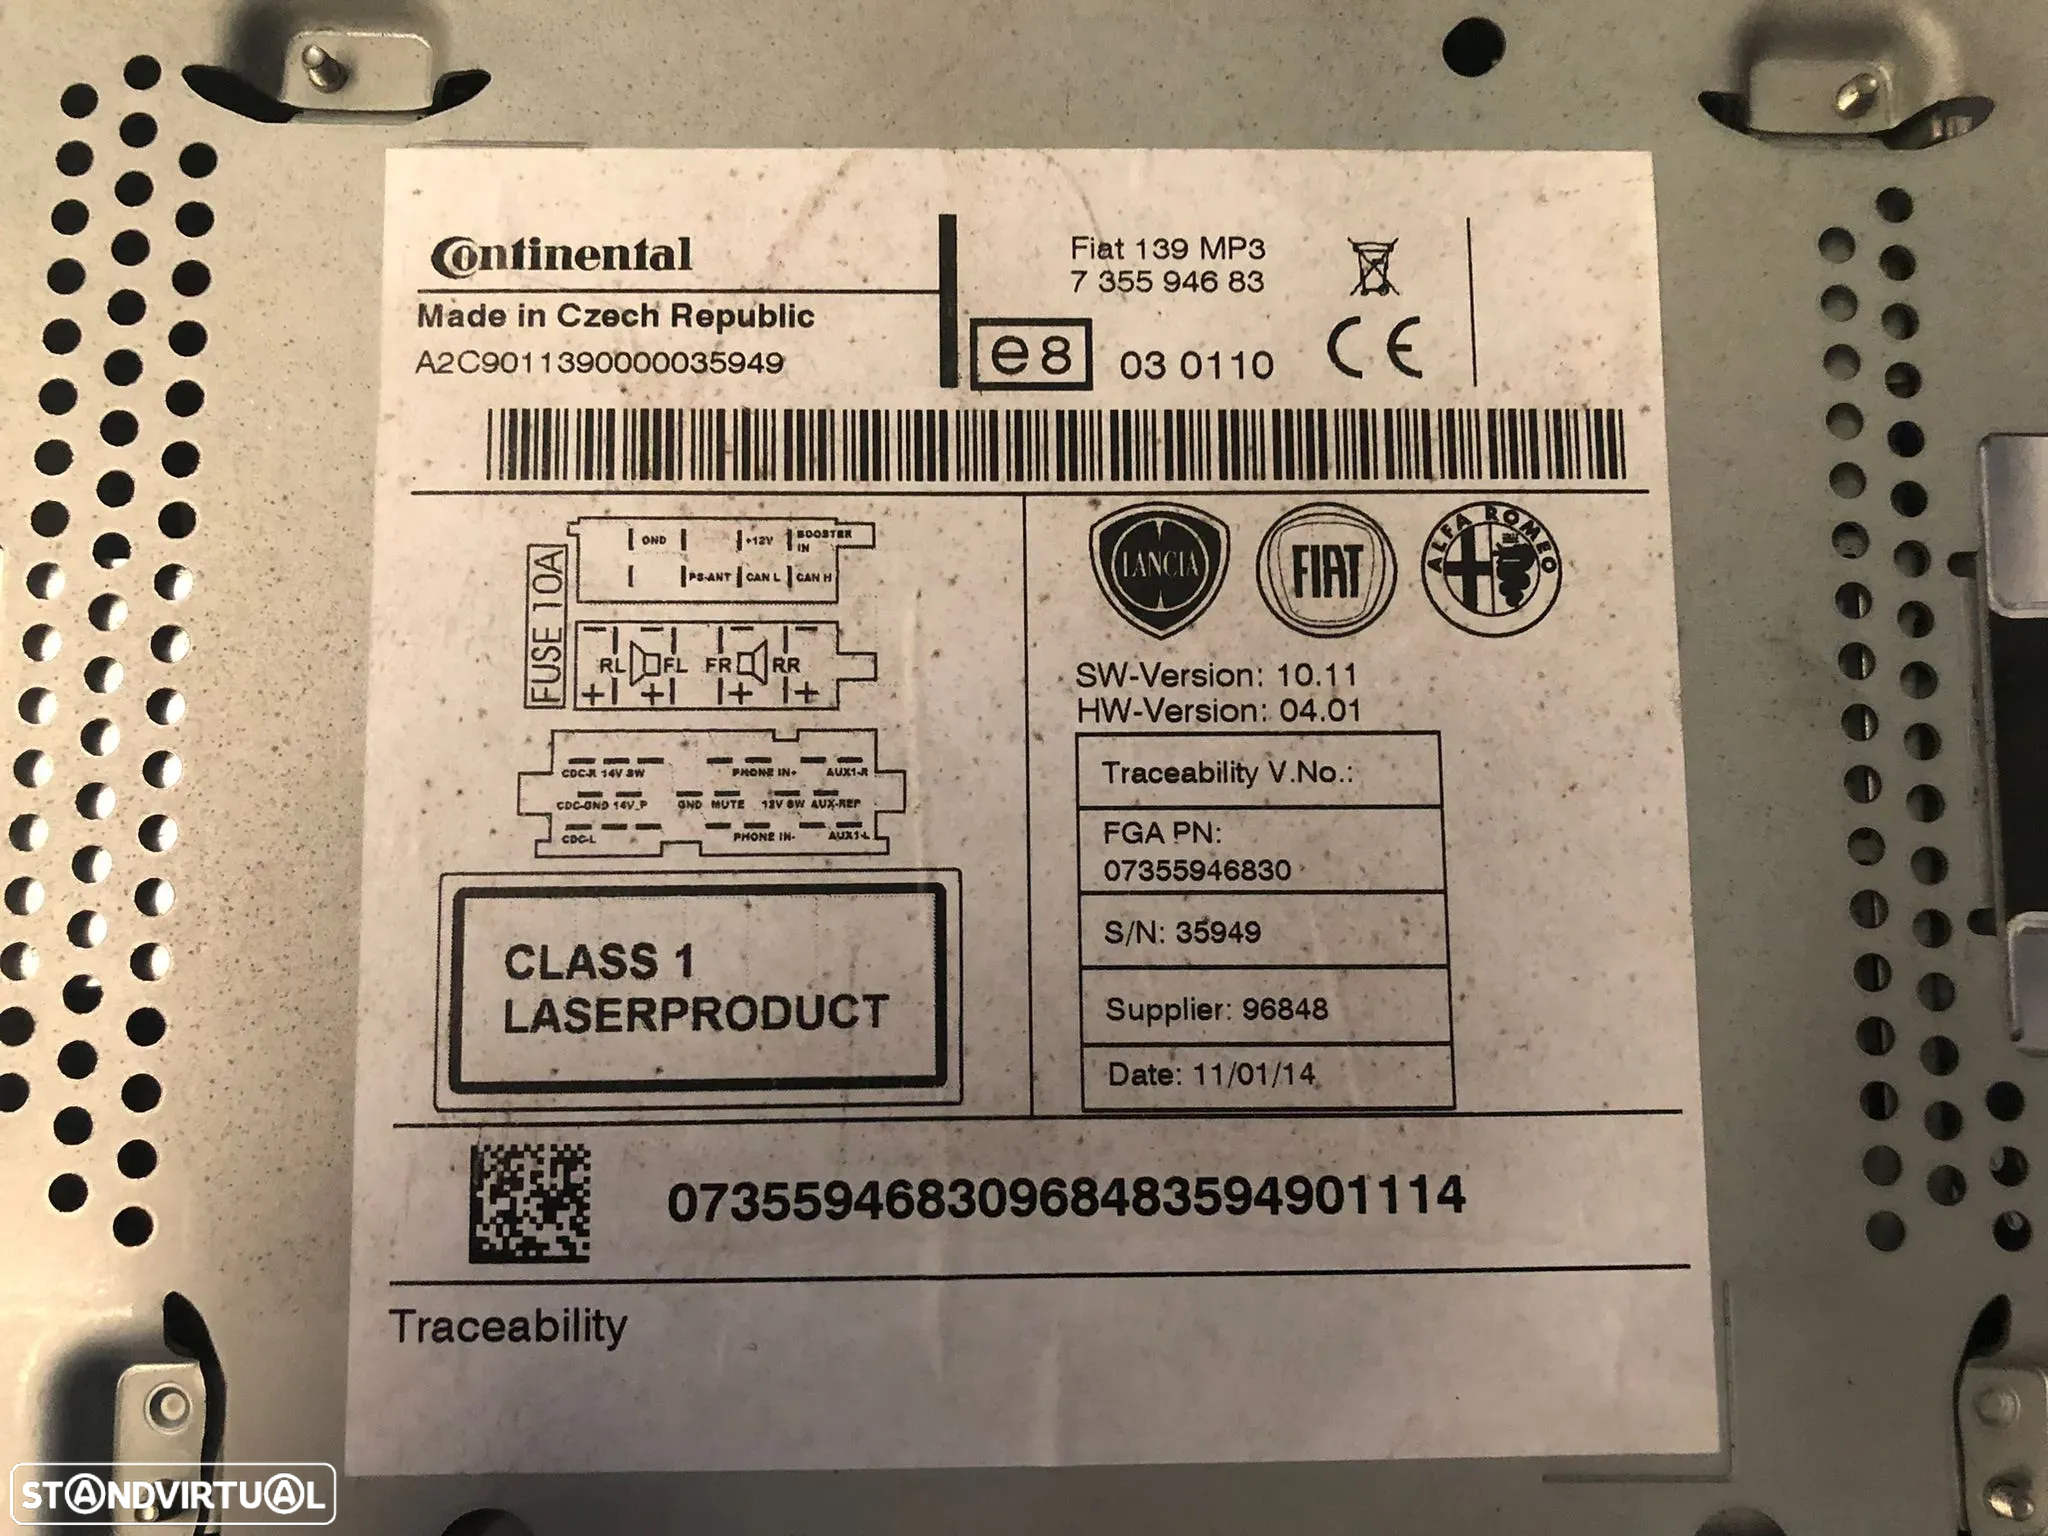 Continental
Made in Czech Republic
A2C9011390000035949
Fiat 139 MP3
7 355 946 83
e8
03 0110
CE
FUSE 10A
GND +12V BOOSTER IN
PS-ANT CAN L CAN H
RL FL FR RR
CDC-R 14V SW PHONE IN+ AUX1-R
CDC-GND 14V_P GND MUTE 12V SW AUX-REP
CDC-L PHONE IN- AUX1-L
LANCIA
FIAT
ALFA ROMEO
SW-Version: 10.11
HW-Version: 04.01
Traceability V.No.:
FGA PN:
07355946830
S/N: 35949
Supplier: 96848
Date: 11/01/14
CLASS 1
LASERPRODUCT
07355946830968483594901114
Traceability
STANDVIRTUAL